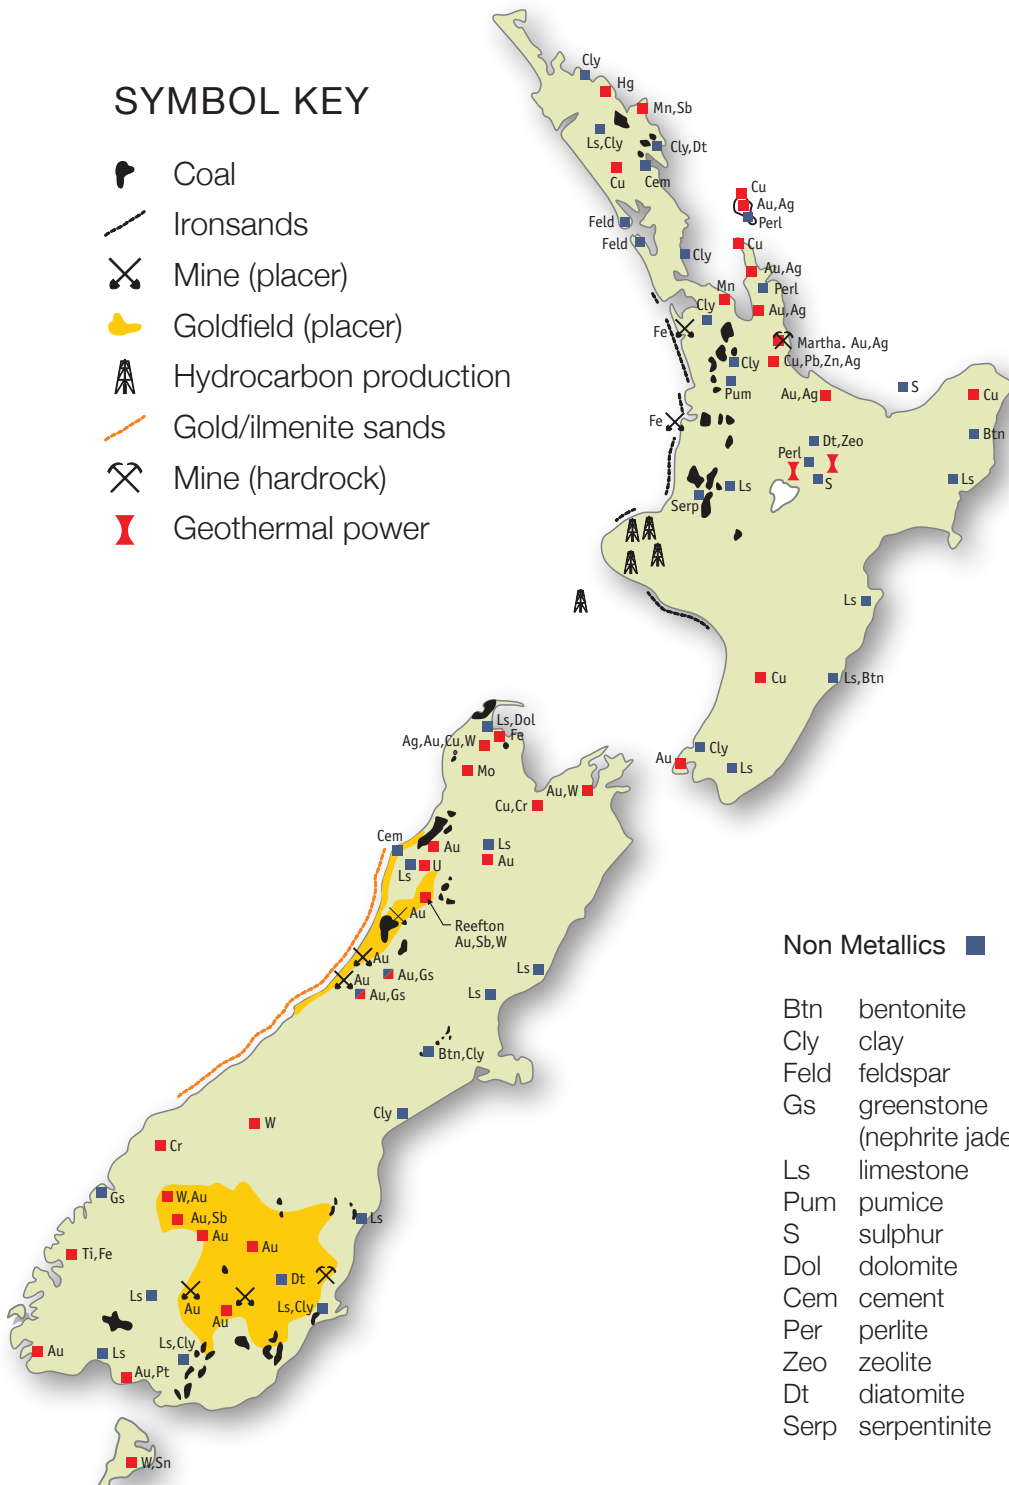 SYMBOL KEY
Coal
Ironsands
Mine (placer)
Goldfield (placer)
Hydrocarbon production
Gold/ilmenite sands
Mine (hardrock)
Geothermal power
Cly
Hg
Mn,Sb
Ls,Cly
Cly,Dt
Cu
Cem
Cu
Au,Ag
Perl
Feld
Feld
Cu
Cly
Au,Ag
Mn
Perl
Cly
Au,Ag
Fe
Martha. Au,Ag
Cly
Cu,Pb,Zn,Ag
Pum
Au,Ag
S
Cu
Fe
Btn
Dt,Zeo
Perl
S
Ls
Ls
Serp
Ls
Cu
Ls,Btn
Cly
Au
Ls
Ls,Dol
Fe
Ag,Au,Cu,W
Mo
Au,W
Cu,Cr
Cem
Au
Ls
Ls
U
Au
Au
Reefton
Au,Sb,W
Au
Au,Gs
Au
Au,Gs
Ls
Ls
Btn,Cly
Cly
W
Cr
Gs
W,Au
Au,Sb
Au
Ls
Au
Ti,Fe
Dt
Ls
Au
Au
Ls,Cly
Ls,Cly
Au
Ls
Au,Pt
W,Sn
Non Metallics
Btn bentonite
Cly clay
Feld feldspar
Gs greenstone
(nephrite jade
Ls limestone
Pum pumice
S sulphur
Dol dolomite
Cem cement
Per perlite
Zeo zeolite
Dt diatomite
Serp serpentinite